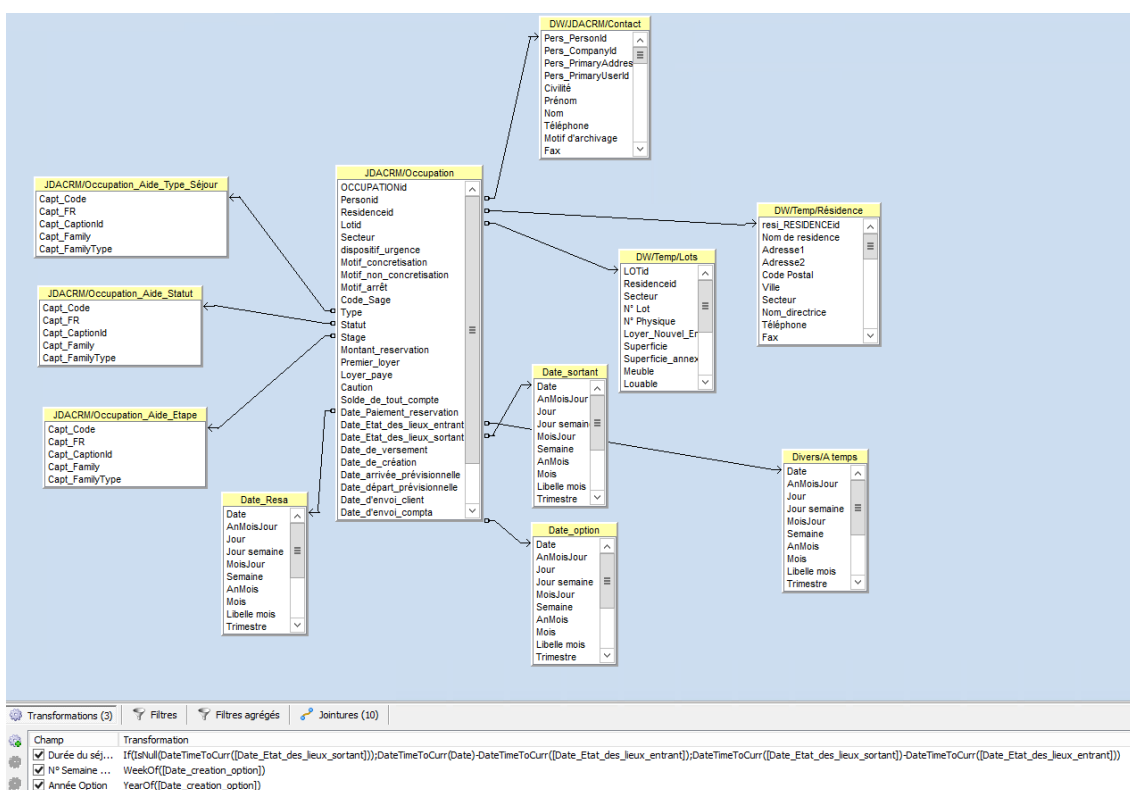 DW/JDACRM/Contact
Pers_PersonId
Pers_CompanyId
Pers_PrimaryAddres
Pers_PrimaryUserId
Civilité
Prénom
Nom
Téléphone
Motif d'archivage
Fax
JDACRM/Occupation_Aide_Type_Séjour
Capt_Code
Capt_FR
Capt_CaptionId
Capt_Family
Capt_FamilyType
JDACRM/Occupation
OCCUPATIONid
Personid
Residenceid
Lotid
Secteur
dispositif_urgence
Motif_concretisation
Motif_non_concretisation
Motif_arrêt
Code_Sage
Type
Statut
Stage
Montant_reservation
Premier_loyer
Loyer_paye
Caution
Solde_de_tout_compte
Date_Paiement_reservation
Date_Etat_des_lieux_entrant
Date_Etat_des_lieux_sortant
Date_de_versement
Date_de_création
Date_arrivée_prévisionnelle
Date_départ_prévisionnelle
Date_d'envoi_client
Date_d'envoi_compta
DW/Temp/Résidence
resi_RESIDENCEid
Nom de residence
Adresse1
Adresse2
Code Postal
Ville
Secteur
Nom_directrice
Téléphone
Fax
DW/Temp/Lots
LOTid
Residenceid
Secteur
N° Lot
N° Physique
Loyer_Nouvel_En
Superficie
Superficie_annex
Meuble
Louable
JDACRM/Occupation_Aide_Statut
Capt_Code
Capt_FR
Capt_CaptionId
Capt_Family
Capt_FamilyType
Date_sortant
Date
AnMoisJour
Jour
Jour semain
MoisJour
Semaine
AnMois
Mois
Libelle mois
Trimestre
JDACRM/Occupation_Aide_Etape
Capt_Code
Capt_FR
Capt_CaptionId
Capt_Family
Capt_FamilyType
Divers/A temps
Date
AnMoisJour
Jour
Jour semaine
MoisJour
Semaine
AnMois
Mois
Libelle mois
Trimestre
Date_Resa
Date
AnMoisJour
Jour
Jour semaine
MoisJour
Semaine
AnMois
Mois
Libelle mois
Trimestre
Date_option
Date
AnMoisJour
Jour
Jour semaine
MoisJour
Semaine
AnMois
Mois
Libelle mois
Trimestre
Transformations (3) Filtres Filtres agrégés Jointures (10)
Champ Transformation
Durée du séj... If(IsNull(DateTimeToCurr([Date_Etat_des_lieux_sortant]));DateTimeToCurr(Date)-DateTimeToCurr([Date_Etat_des_lieux_entrant]);DateTimeToCurr([Date_Etat_des_lieux_sortant])-DateTimeToCurr([Date_Etat_des_lieux_entrant]))
N° Semaine ... WeekOf([Date_creation_option])
Année Option YearOf([Date_creation_option])